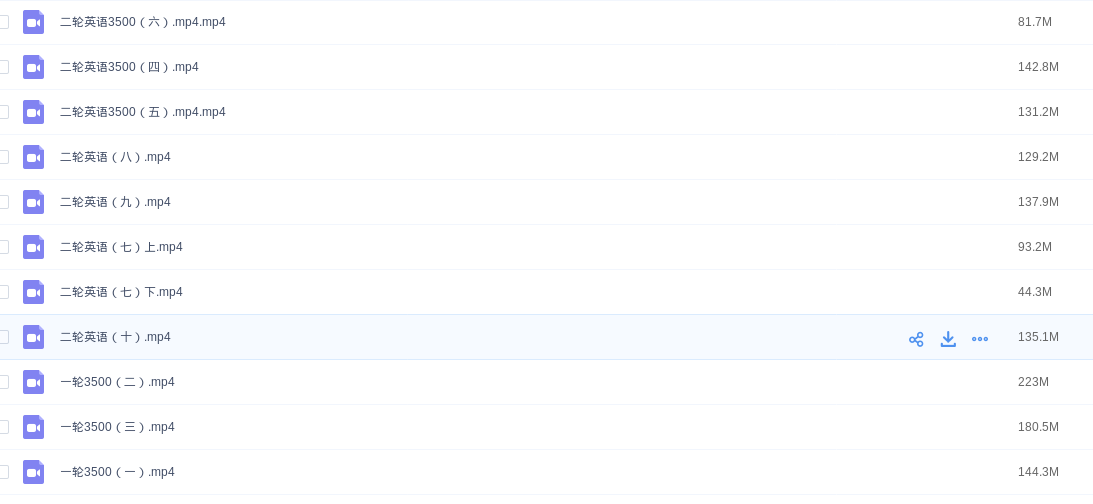 二轮英语3500（六）.mp4.mp4 81.7M
二轮英语3500（四）.mp4 142.8M
二轮英语3500（五）.mp4.mp4 131.2M
二轮英语（八）.mp4 129.2M
二轮英语（九）.mp4 137.9M
二轮英语（七）上.mp4 93.2M
二轮英语（七）下.mp4 44.3M
二轮英语（十）.mp4 135.1M
一轮3500（二）.mp4 223M
一轮3500（三）.mp4 180.5M
一轮3500（一）.mp4 144.3M